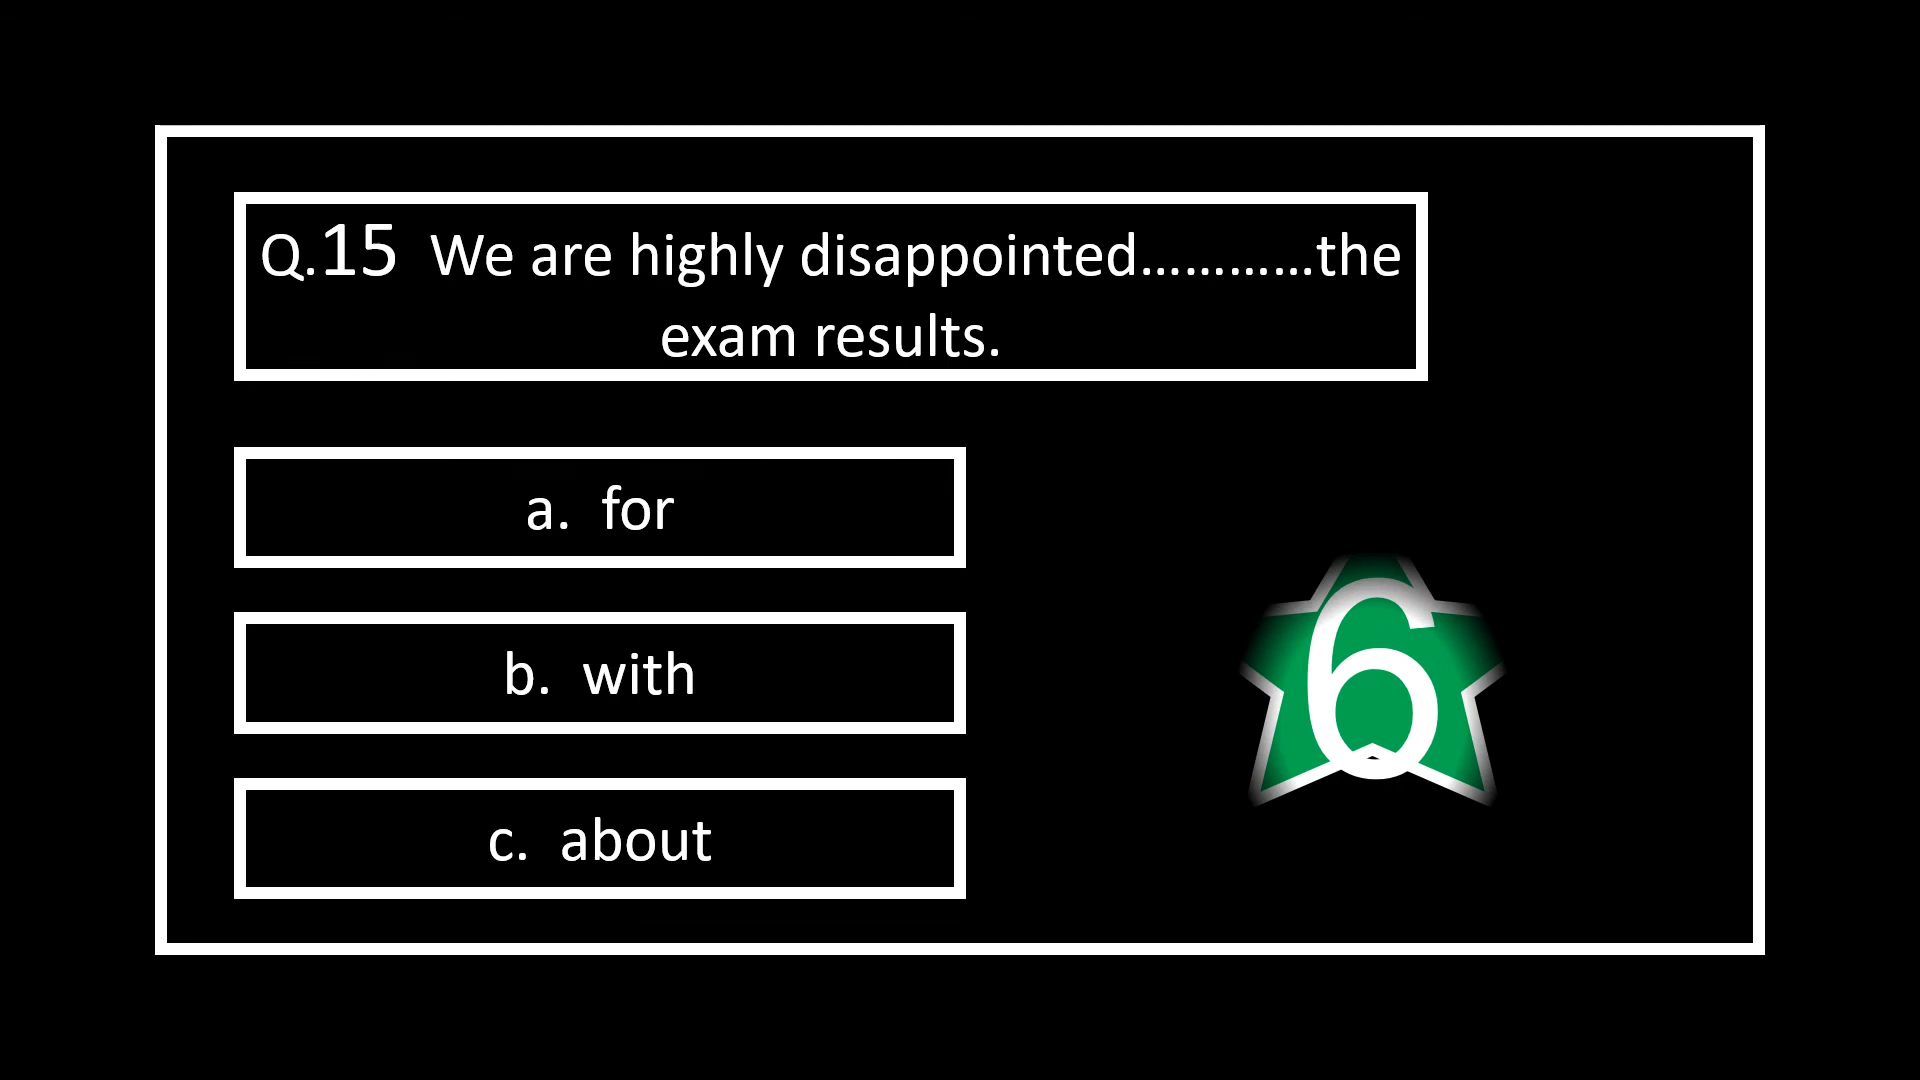 Q.15 We are highly disappointed............the
exam results.
a. for
b. with
c. about
6